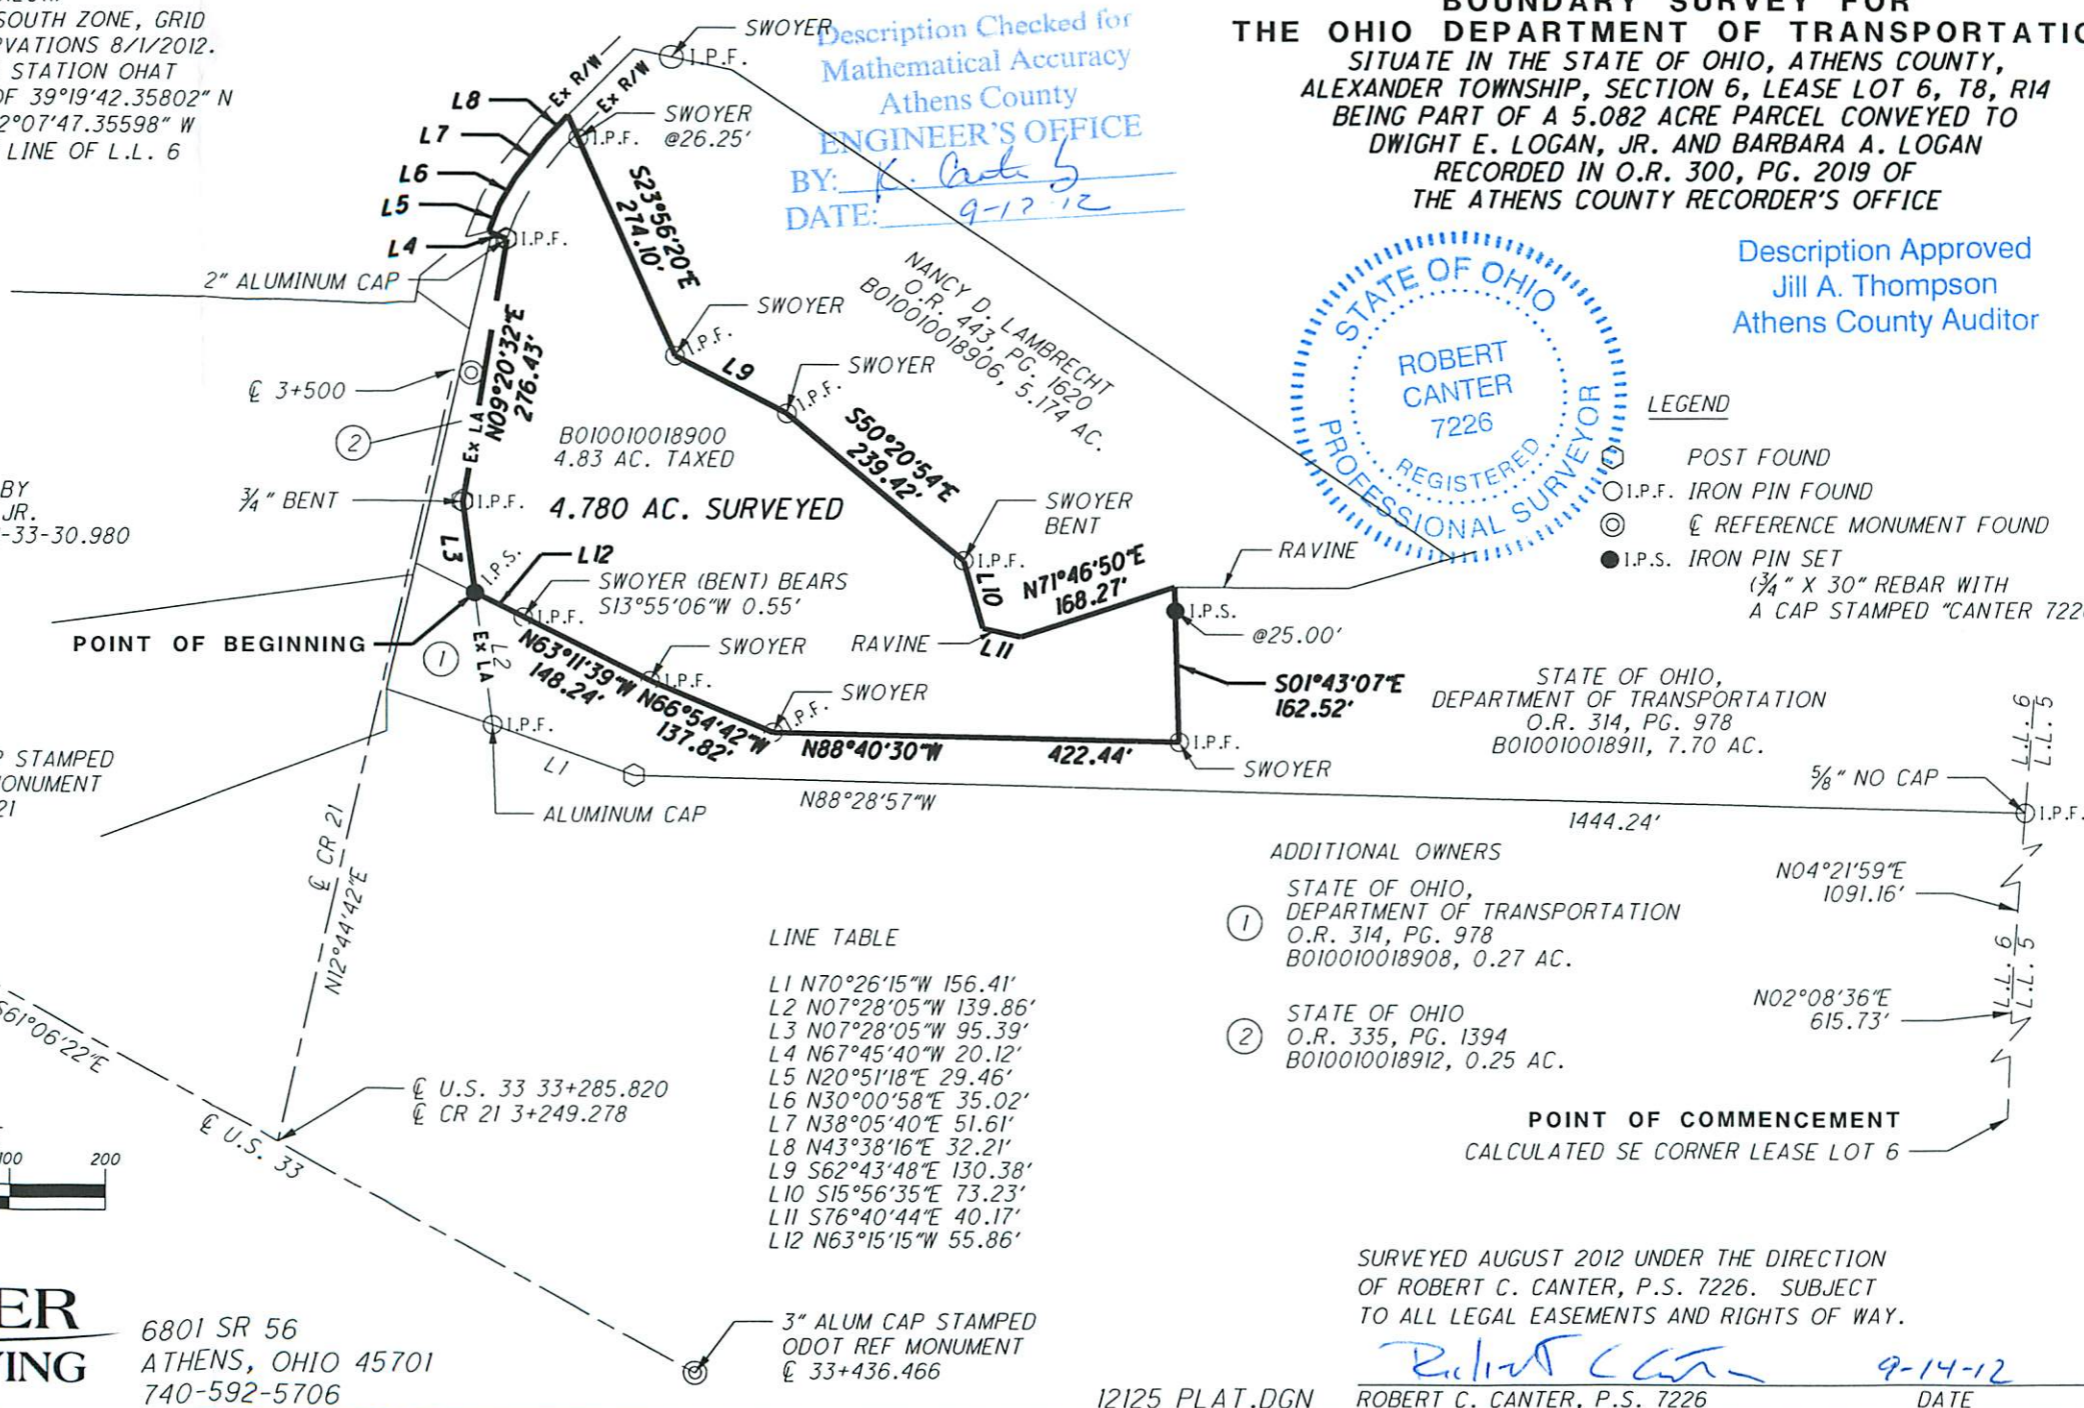 SOUTH ZONE, GRID
VATIONS 8/1/2012.
STATION OHAT
OF 39°19'42.35802" N
2°07'47.35598" W
LINE OF L.L. 6
BOUNDARY SURVEY FOR
THE OHIO DEPARTMENT OF TRANSPORTATIO
SITUATE IN THE STATE OF OHIO, ATHENS COUNTY,
ALEXANDER TOWNSHIP, SECTION 6, LEASE LOT 6, T8, R14
BEING PART OF A 5.082 ACRE PARCEL CONVEYED TO
DWIGHT E. LOGAN, JR. AND BARBARA A. LOGAN
RECORDED IN O.R. 300, PG. 2019 OF
THE ATHENS COUNTY RECORDER'S OFFICE
Description Checked for
Mathematical Accuracy
Athens County
ENGINEER'S OFFICE
BY:
DATE: 9-17-12
Description Approved
Jill A. Thompson
Athens County Auditor
STATE OF OHIO
ROBERT
CANTER
7226
REGISTERED
PROFESSIONAL SURVEYOR
LEGEND
POST FOUND
I.P.F. IRON PIN FOUND
℄ REFERENCE MONUMENT FOUND
I.P.S. IRON PIN SET
(3/4" X 30" REBAR WITH
A CAP STAMPED "CANTER 722
SWOYER
I.P.F.
Ex R/W
Ex R/W
L8
L7
L6
L5
L4
SWOYER
@26.25'
I.P.F.
I.P.F.
2" ALUMINUM CAP
S23°56'20"E
274.10'
SWOYER
I.P.F.
NANCY D. LAMBRECHT
O.R. 443, PG. 1620
B010010018906, 5.174 AC.
L9
SWOYER
I.P.F.
℄ 3+500
2
N09°20'32"E
276.43'
Ex LA
B010010018900
4.83 AC. TAXED
4.780 AC. SURVEYED
S50°20'54"E
239.42'
BY
JR.
-33-30.980
3/4" BENT
I.P.F.
SWOYER
BENT
I.P.F.
L3
I.P.S.
L12
SWOYER (BENT) BEARS
S13°55'06"W 0.55'
I.P.F.
L10
N71°46'50"E
168.27'
RAVINE
RAVINE
L11
I.P.S.
@25.00'
POINT OF BEGINNING
1
Ex LA
L2
N63°11'39"W
148.24'
SWOYER
I.P.F.
N66°54'42"W
137.82'
SWOYER
I.P.F.
S01°43'07"E
162.52'
STATE OF OHIO,
DEPARTMENT OF TRANSPORTATION
O.R. 314, PG. 978
B010010018911, 7.70 AC.
I.P.F.
N88°40'30"W
422.44'
I.P.F.
SWOYER
P STAMPED
ONUMENT
21
L1
ALUMINUM CAP
N88°28'57"W
1444.24'
5/8" NO CAP
I.P.F.
L.L. 6
L.L. 5
℄ CR 21
N12°44'42"E
S61°06'22"E
℄ U.S. 33
℄ U.S. 33 33+285.820
℄ CR 21 3+249.278
LINE TABLE
L1 N70°26'15"W 156.41'
L2 N07°28'05"W 139.86'
L3 N07°28'05"W 95.39'
L4 N67°45'40"W 20.12'
L5 N20°51'18"E 29.46'
L6 N30°00'58"E 35.02'
L7 N38°05'40"E 51.61'
L8 N43°38'16"E 32.21'
L9 S62°43'48"E 130.38'
L10 S15°56'35"E 73.23'
L11 S76°40'44"E 40.17'
L12 N63°15'15"W 55.86'
ADDITIONAL OWNERS
1
STATE OF OHIO,
DEPARTMENT OF TRANSPORTATION
O.R. 314, PG. 978
B010010018908, 0.27 AC.
2
STATE OF OHIO
O.R. 335, PG. 1394
B010010018912, 0.25 AC.
N04°21'59"E
1091.16'
L.L. 6
L.L. 5
N02°08'36"E
615.73'
POINT OF COMMENCEMENT
CALCULATED SE CORNER LEASE LOT 6
100 200
ER
YING
6801 SR 56
ATHENS, OHIO 45701
740-592-5706
3" ALUM CAP STAMPED
ODOT REF MONUMENT
℄ 33+436.466
SURVEYED AUGUST 2012 UNDER THE DIRECTION
OF ROBERT C. CANTER, P.S. 7226. SUBJECT
TO ALL LEGAL EASEMENTS AND RIGHTS OF WAY.
9-14-12
12125 PLAT.DGN
ROBERT C. CANTER, P.S. 7226 DATE